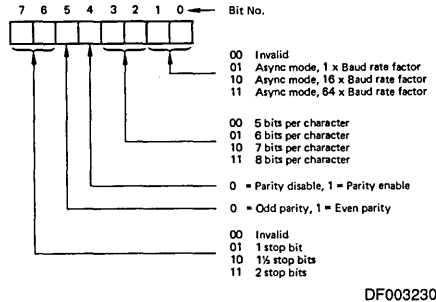 7 6 5 4 3 2 1 0 Bit No.
00 Invalid
01 Async mode, 1 x Baud rate factor
10 Async mode, 16 x Baud rate factor
11 Async mode, 64 x Baud rate factor
00 5 bits per character
01 6 bits per character
10 7 bits per character
11 8 bits per character
0 = Parity disable, 1 = Parity enable
0 = Odd parity, 1 = Even parity
00 Invalid
01 1 stop bit
10 1½ stop bits
11 2 stop bits
DF003230